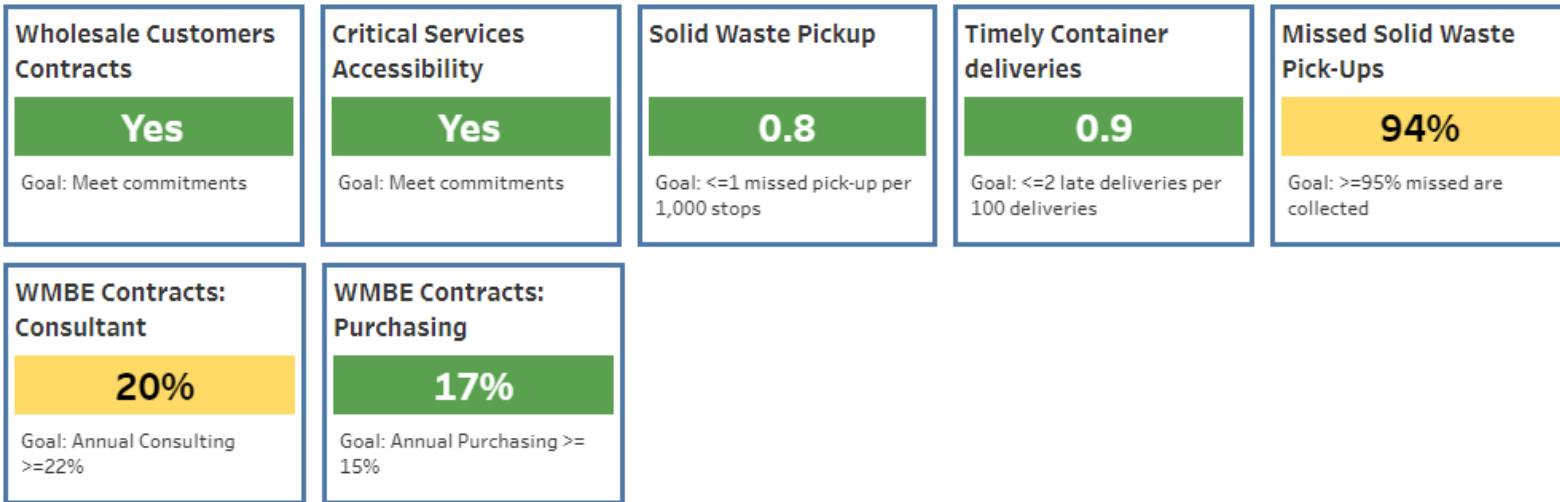 Wholesale Customers
Contracts
Yes
Goal: Meet commitments
Critical Services
Accessibility
Yes
Goal: Meet commitments
Solid Waste Pickup
0.8
Goal: <=1 missed pick-up per
1,000 stops
Timely Container
deliveries
0.9
Goal: <=2 late deliveries per
100 deliveries
Missed Solid Waste
Pick-Ups
94%
Goal: >=95% missed are
collected
WMBE Contracts:
Consultant
20%
Goal: Annual Consulting
>=22%
WMBE Contracts:
Purchasing
17%
Goal: Annual Purchasing >=
15%